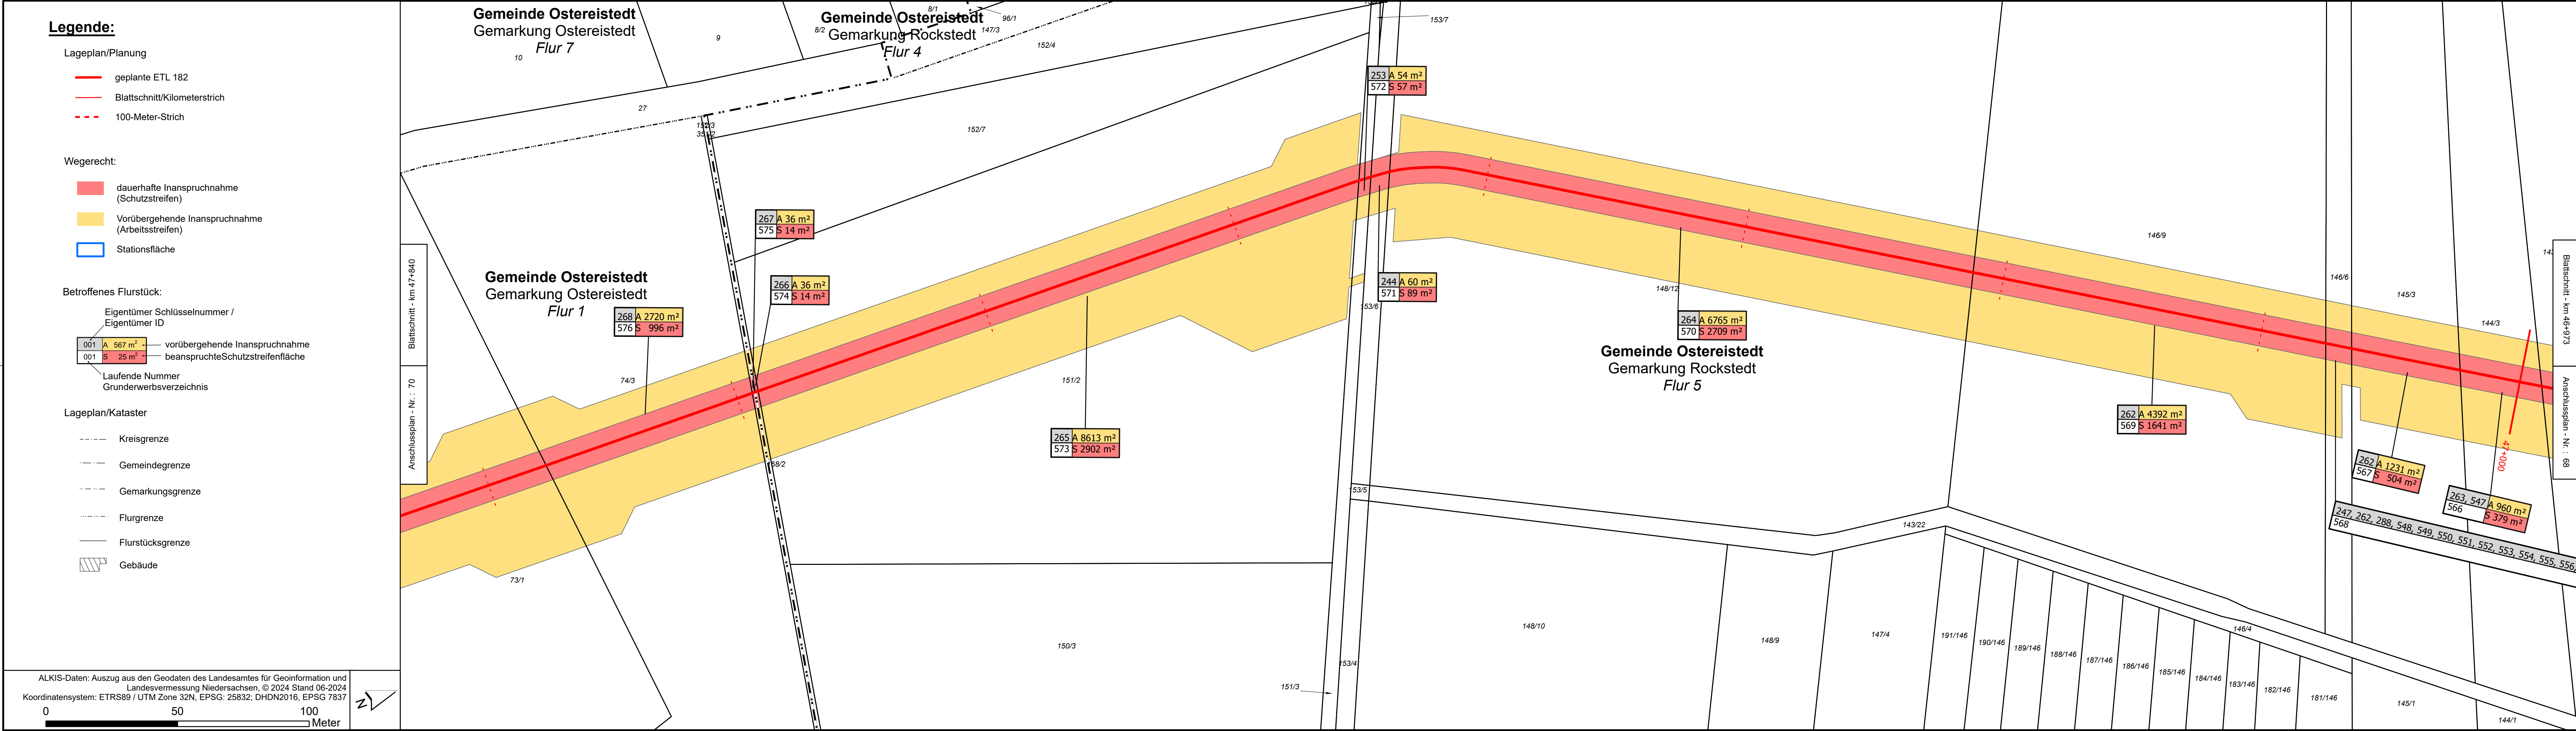 Legende:
Lageplan/Planung
geplante ETL 182
Blattschnitt/Kilometerstrich
100-Meter-Strich
Wegerecht:
dauerhafte Inanspruchnahme
(Schutzstreifen)
Vorübergehende Inanspruchnahme
(Arbeitsstreifen)
Stationsfläche
Betroffenes Flurstück:
Eigentümer Schlüsselnummer /
Eigentümer ID
001 A 567 m² vorübergehende Inanspruchnahme
001 S 25 m² beanspruchteSchutzstreifenfläche
Laufende Nummer
Grunderwerbsverzeichnis
Lageplan/Kataster
Kreisgrenze
Gemeindegrenze
Gemarkungsgrenze
Flurgrenze
Flurstücksgrenze
Gebäude
ALKIS-Daten: Auszug aus den Geodaten des Landesamtes für Geoinformation und
Landesvermessung Niedersachsen, © 2024 Stand 06-2024
Koordinatensystem: ETRS89 / UTM Zone 32N, EPSG: 25832; DHDN2016, EPSG 7837
0 50 100
Meter
N
Blattschnitt - km 47+840
Anschlussplan - Nr. : 70
Gemeinde Ostereistedt
Gemarkung Ostereistedt
Flur 7
10
9
8/2
8/1
96/1
Gemeinde Ostereistedt
Gemarkung Rockstedt
Flur 4
147/3
152/4
27
152/3
152/7
153/7
253 A 54 m²
572 S 57 m²
267 A 36 m²
575 S 14 m²
266 A 36 m²
574 S 14 m²
Gemeinde Ostereistedt
Gemarkung Ostereistedt
Flur 1
268 A 2720 m²
576 S 996 m²
74/3
73/1
68/2
151/2
265 A 8613 m²
573 S 2902 m²
150/3
244 A 60 m²
571 S 89 m²
153/6
153/5
153/4
151/3
148/12
264 A 6765 m²
570 S 2709 m²
Gemeinde Ostereistedt
Gemarkung Rockstedt
Flur 5
146/9
146/6
145/3
144/3
262 A 4392 m²
569 S 1641 m²
262 A 1231 m²
567 S 504 m²
263, 547 A 960 m²
566 S 379 m²
247, 262, 288, 548, 549, 550, 551, 552, 553, 554, 555, 556,
568
47+000
143/22
148/10
148/9
147/4
191/146
190/146
189/146
188/146
187/146
186/146
185/146
184/146
183/146
182/146
181/146
146/4
145/1
144/1
Blattschnitt - km 46+973
Anschlussplan - Nr. : 68